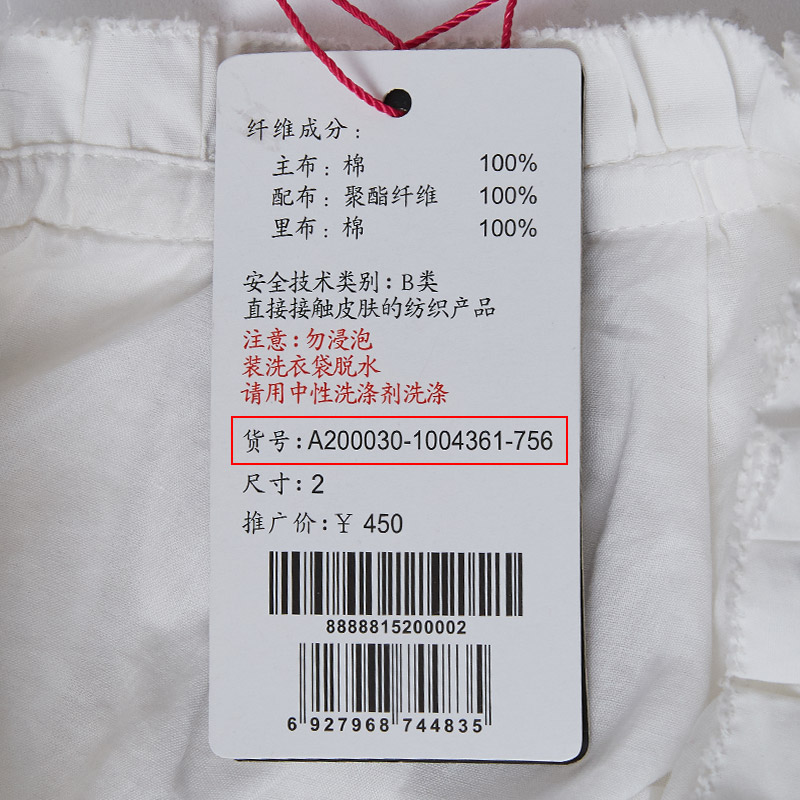 纤维成分：
主布：棉 100%
配布：聚酯纤维 100%
里布：棉 100%
安全技术类别：B类
直接接触皮肤的纺织产品
注意：勿浸泡
装洗衣袋脱水
请用中性洗涤剂洗涤
货号：A200030-1004361-756
尺寸：2
推广价：￥ 450
8888815200002
6 927968 744835